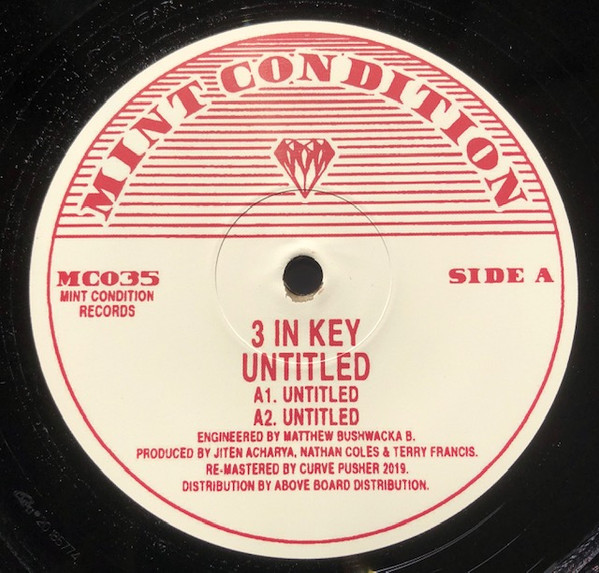 MINT CONDITION
MC035
MINT CONDITION
RECORDS
SIDE A
3 IN KEY
UNTITLED
A1. UNTITLED
A2. UNTITLED
ENGINEERED BY MATTHEW BUSHWACKA B.
PRODUCED BY JITEN ACHARYA, NATHAN COLES & TERRY FRANCIS.
RE-MASTERED BY CURVE PUSHER 2019.
DISTRIBUTION BY ABOVE BOARD DISTRIBUTION.